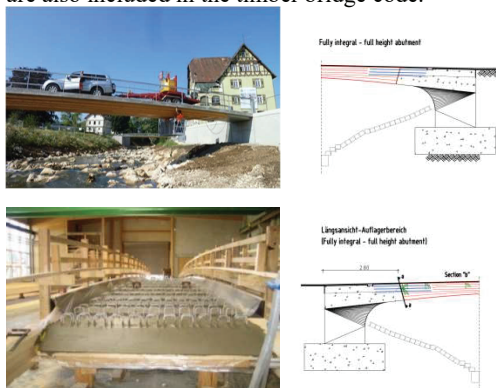 are also included in the timber bridge code.
Fully integral - full height abutment
Längsansicht-Auflagerbereich
(Fully integral - full height abutment)
2.60
Section "b"